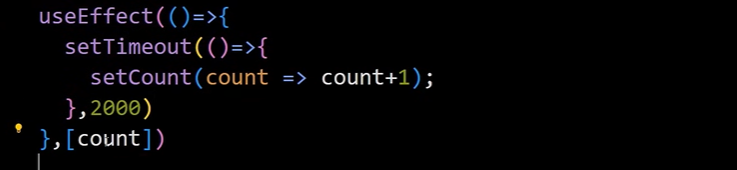 useEffect(()=>{
setTimeout(()=>{
setCount(count => count+1);
},2000)
},[count])